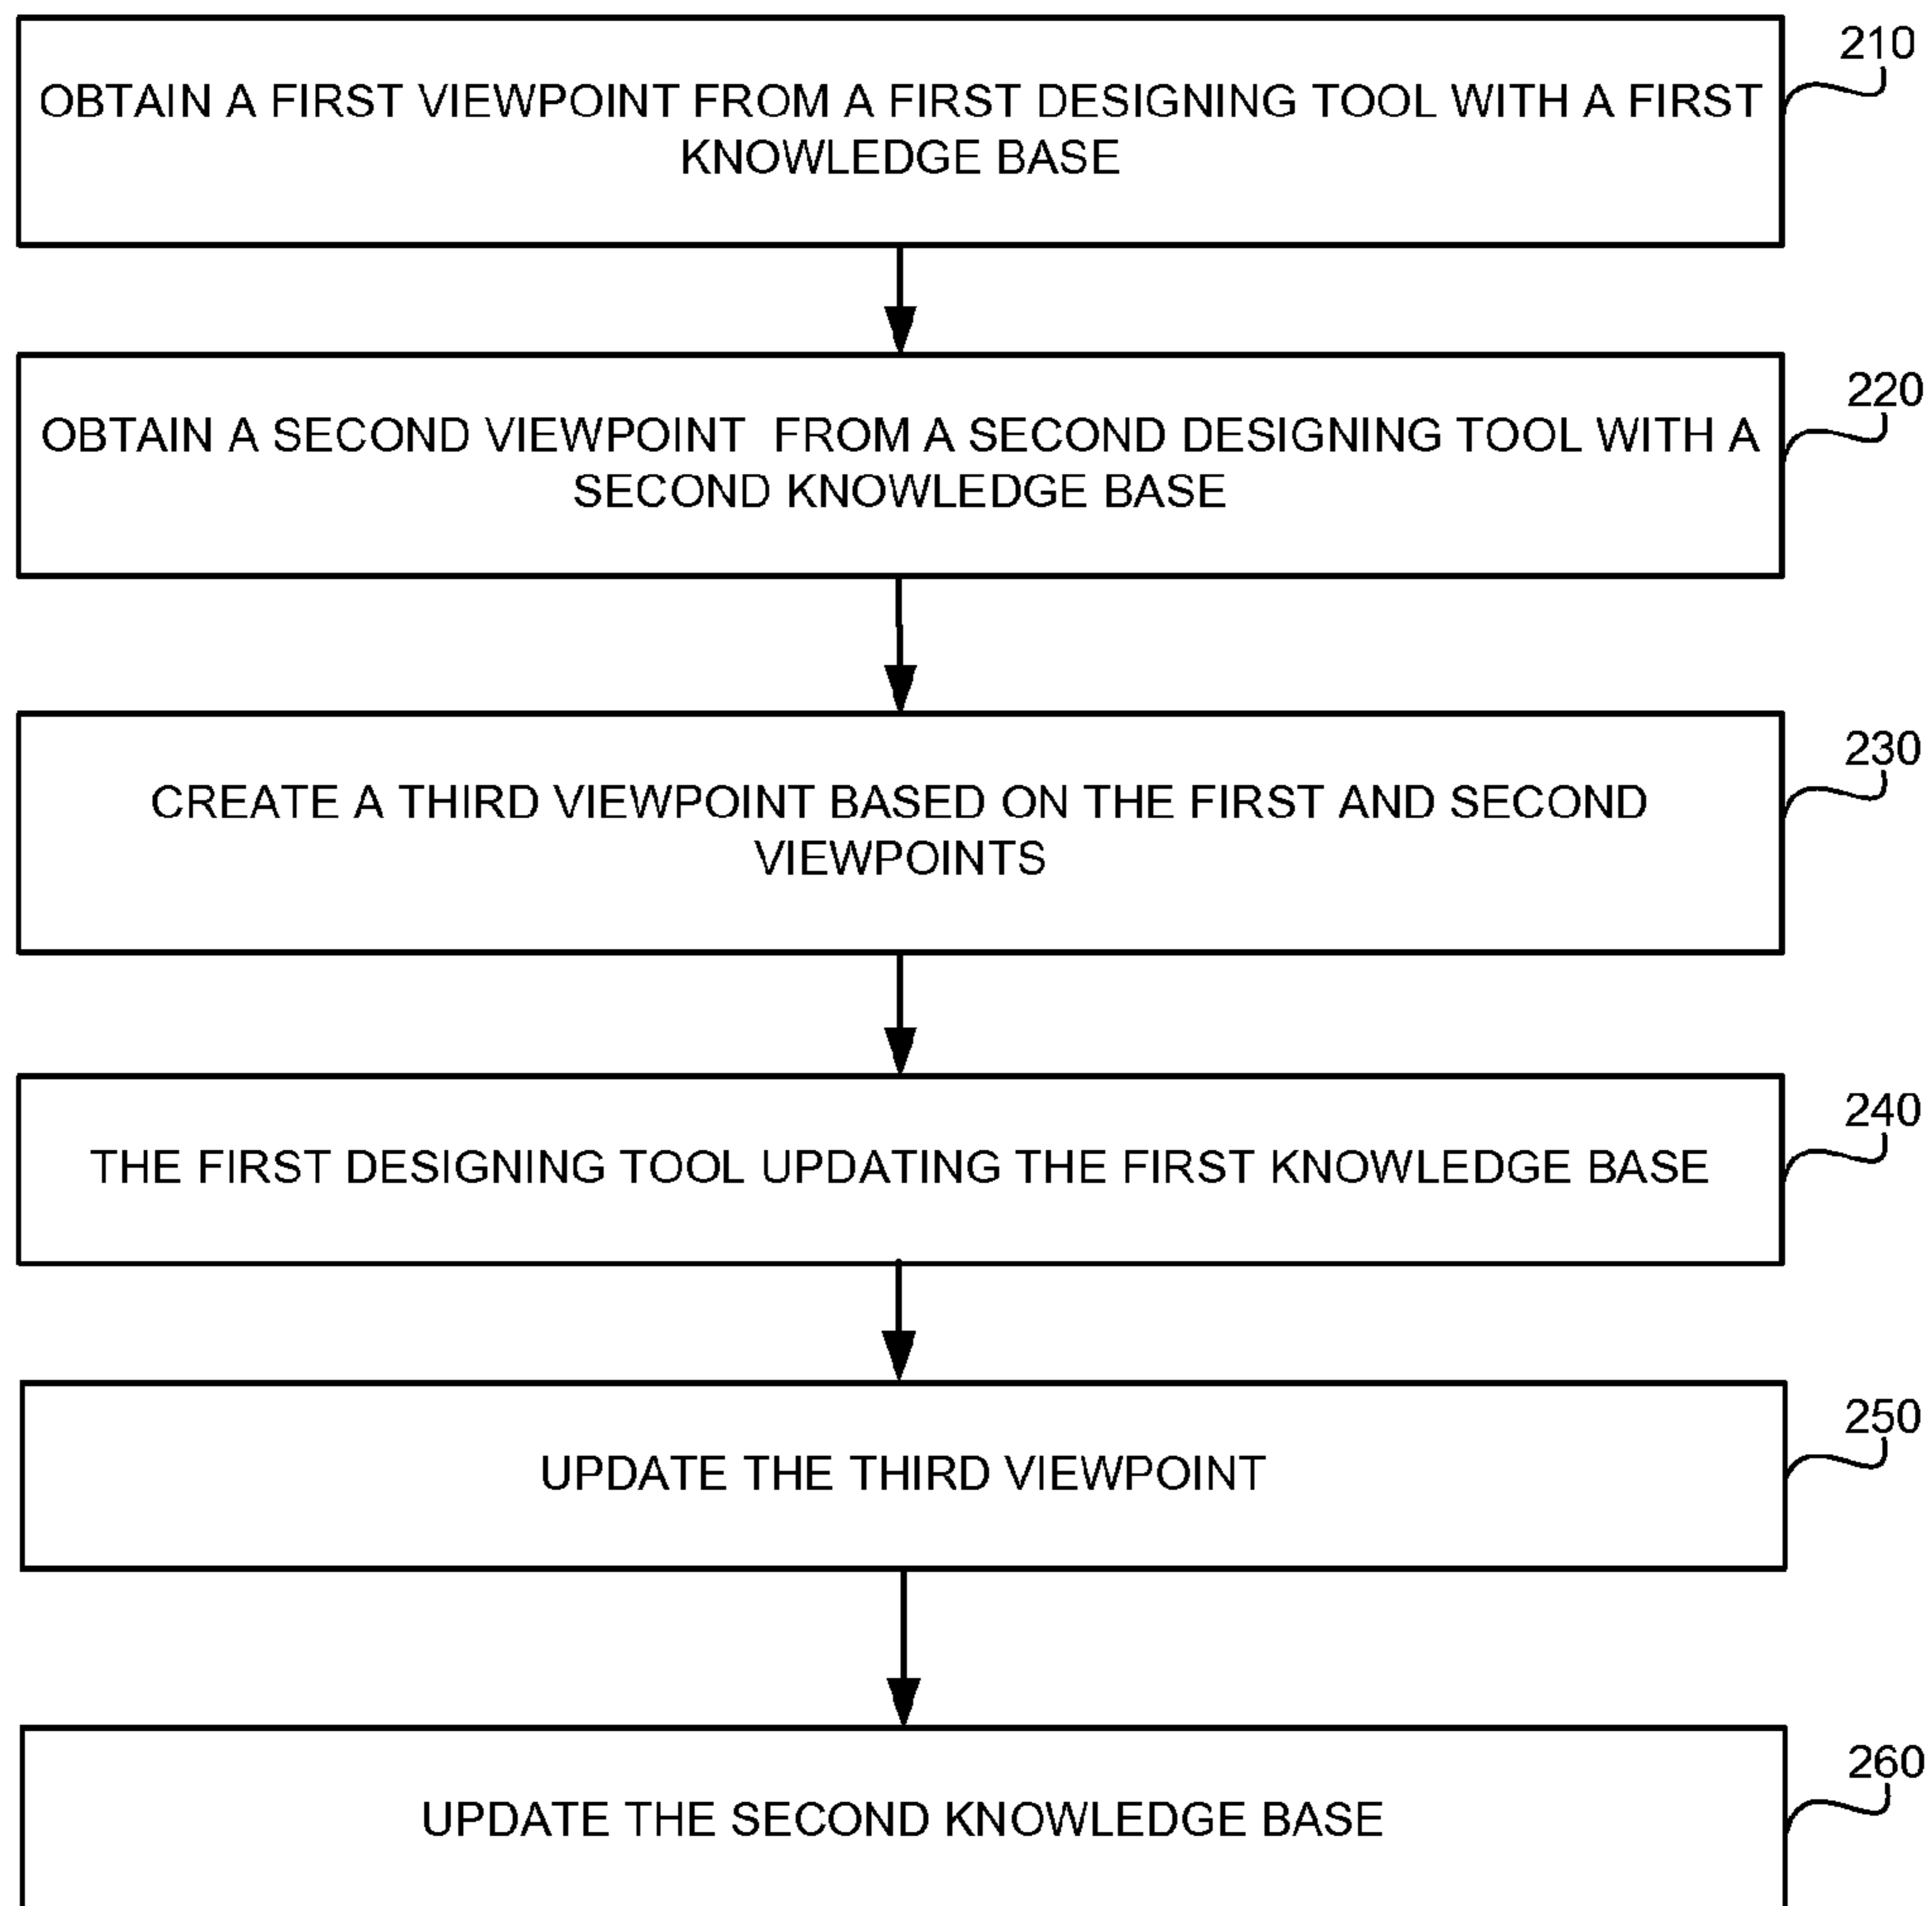 210
OBTAIN A FIRST VIEWPOINT FROM A FIRST DESIGNING TOOL WITH A FIRST
KNOWLEDGE BASE
220
OBTAIN A SECOND VIEWPOINT FROM A SECOND DESIGNING TOOL WITH A
SECOND KNOWLEDGE BASE
230
CREATE A THIRD VIEWPOINT BASED ON THE FIRST AND SECOND
VIEWPOINTS
240
THE FIRST DESIGNING TOOL UPDATING THE FIRST KNOWLEDGE BASE
250
UPDATE THE THIRD VIEWPOINT
260
UPDATE THE SECOND KNOWLEDGE BASE